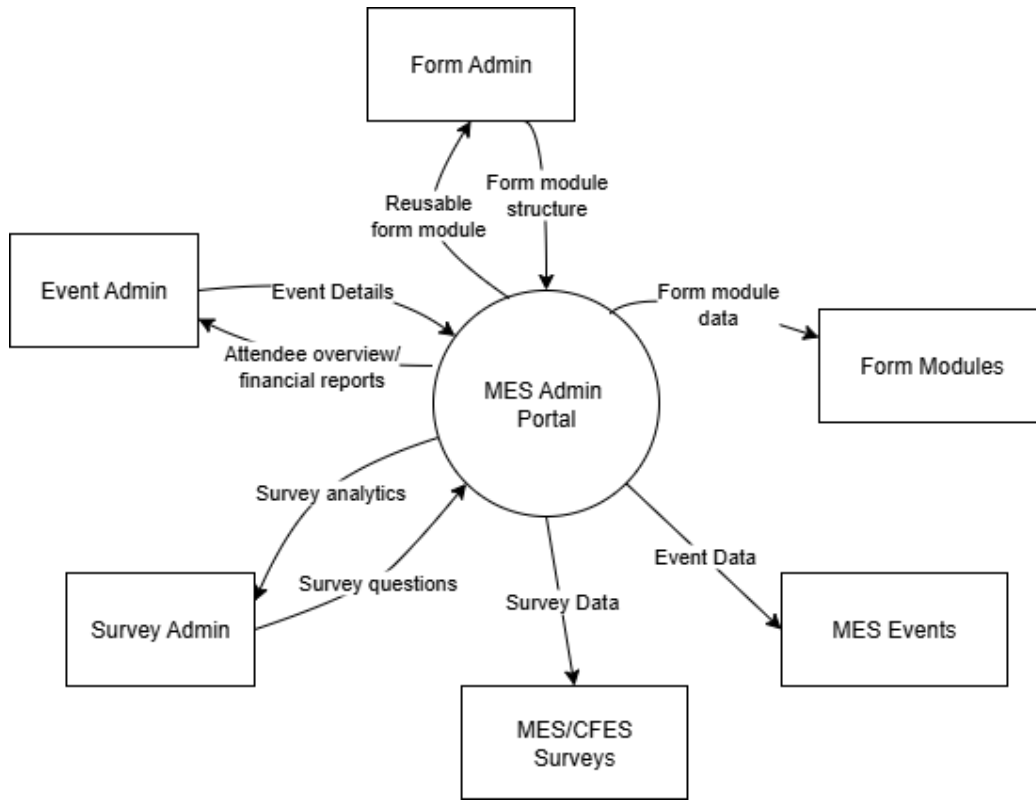 Form Admin
Reusable
form module
Form module
structure
Event Admin
Event Details
Attendee overview/
financial reports
Form module
data
Form Modules
MES Admin
Portal
Survey analytics
Survey questions
Survey Admin
Survey Data
Event Data
MES Events
MES/CFES
Surveys